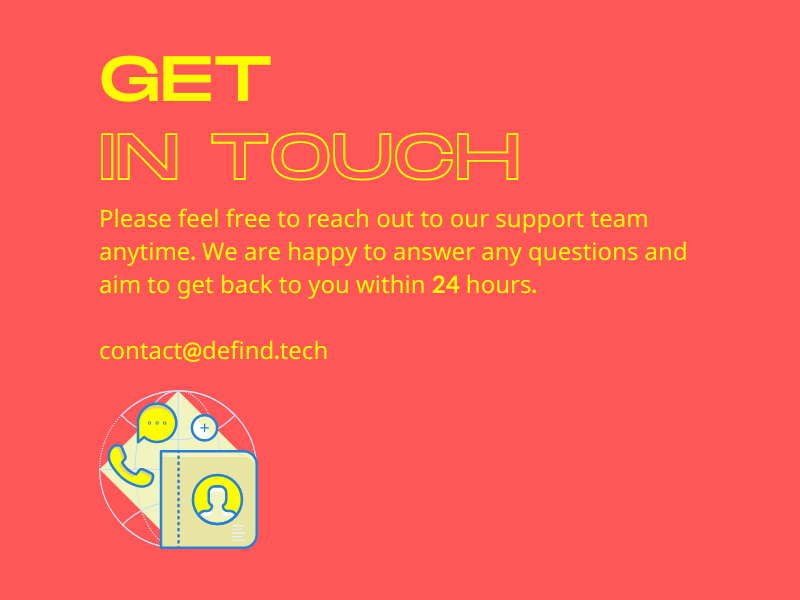 GET
IN TOUCH
Please feel free to reach out to our support team
anytime. We are happy to answer any questions and
aim to get back to you within 24 hours.
contact@defind.tech